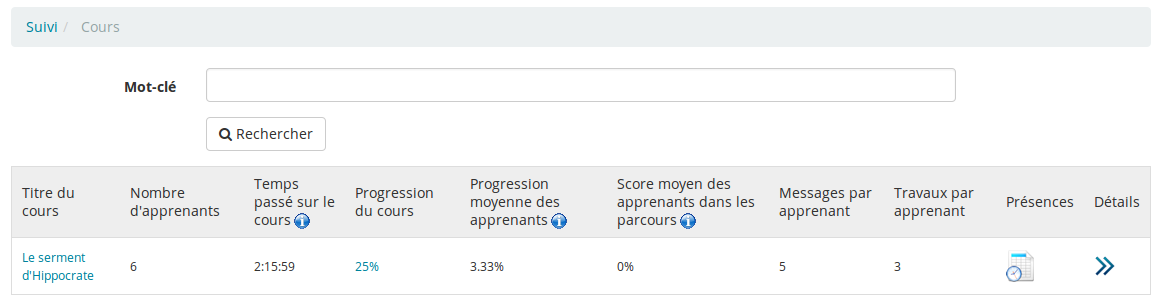 Suivi / Cours
Mot-clé
Rechercher
Titre du cours
Nombre d'apprenants
Temps passé sur le cours
Progression du cours
Progression moyenne des apprenants
Score moyen des apprenants dans les parcours
Messages par apprenant
Travaux par apprenant
Présences
Détails
Le serment d'Hippocrate
6
2:15:59
25%
3.33%
0%
5
3